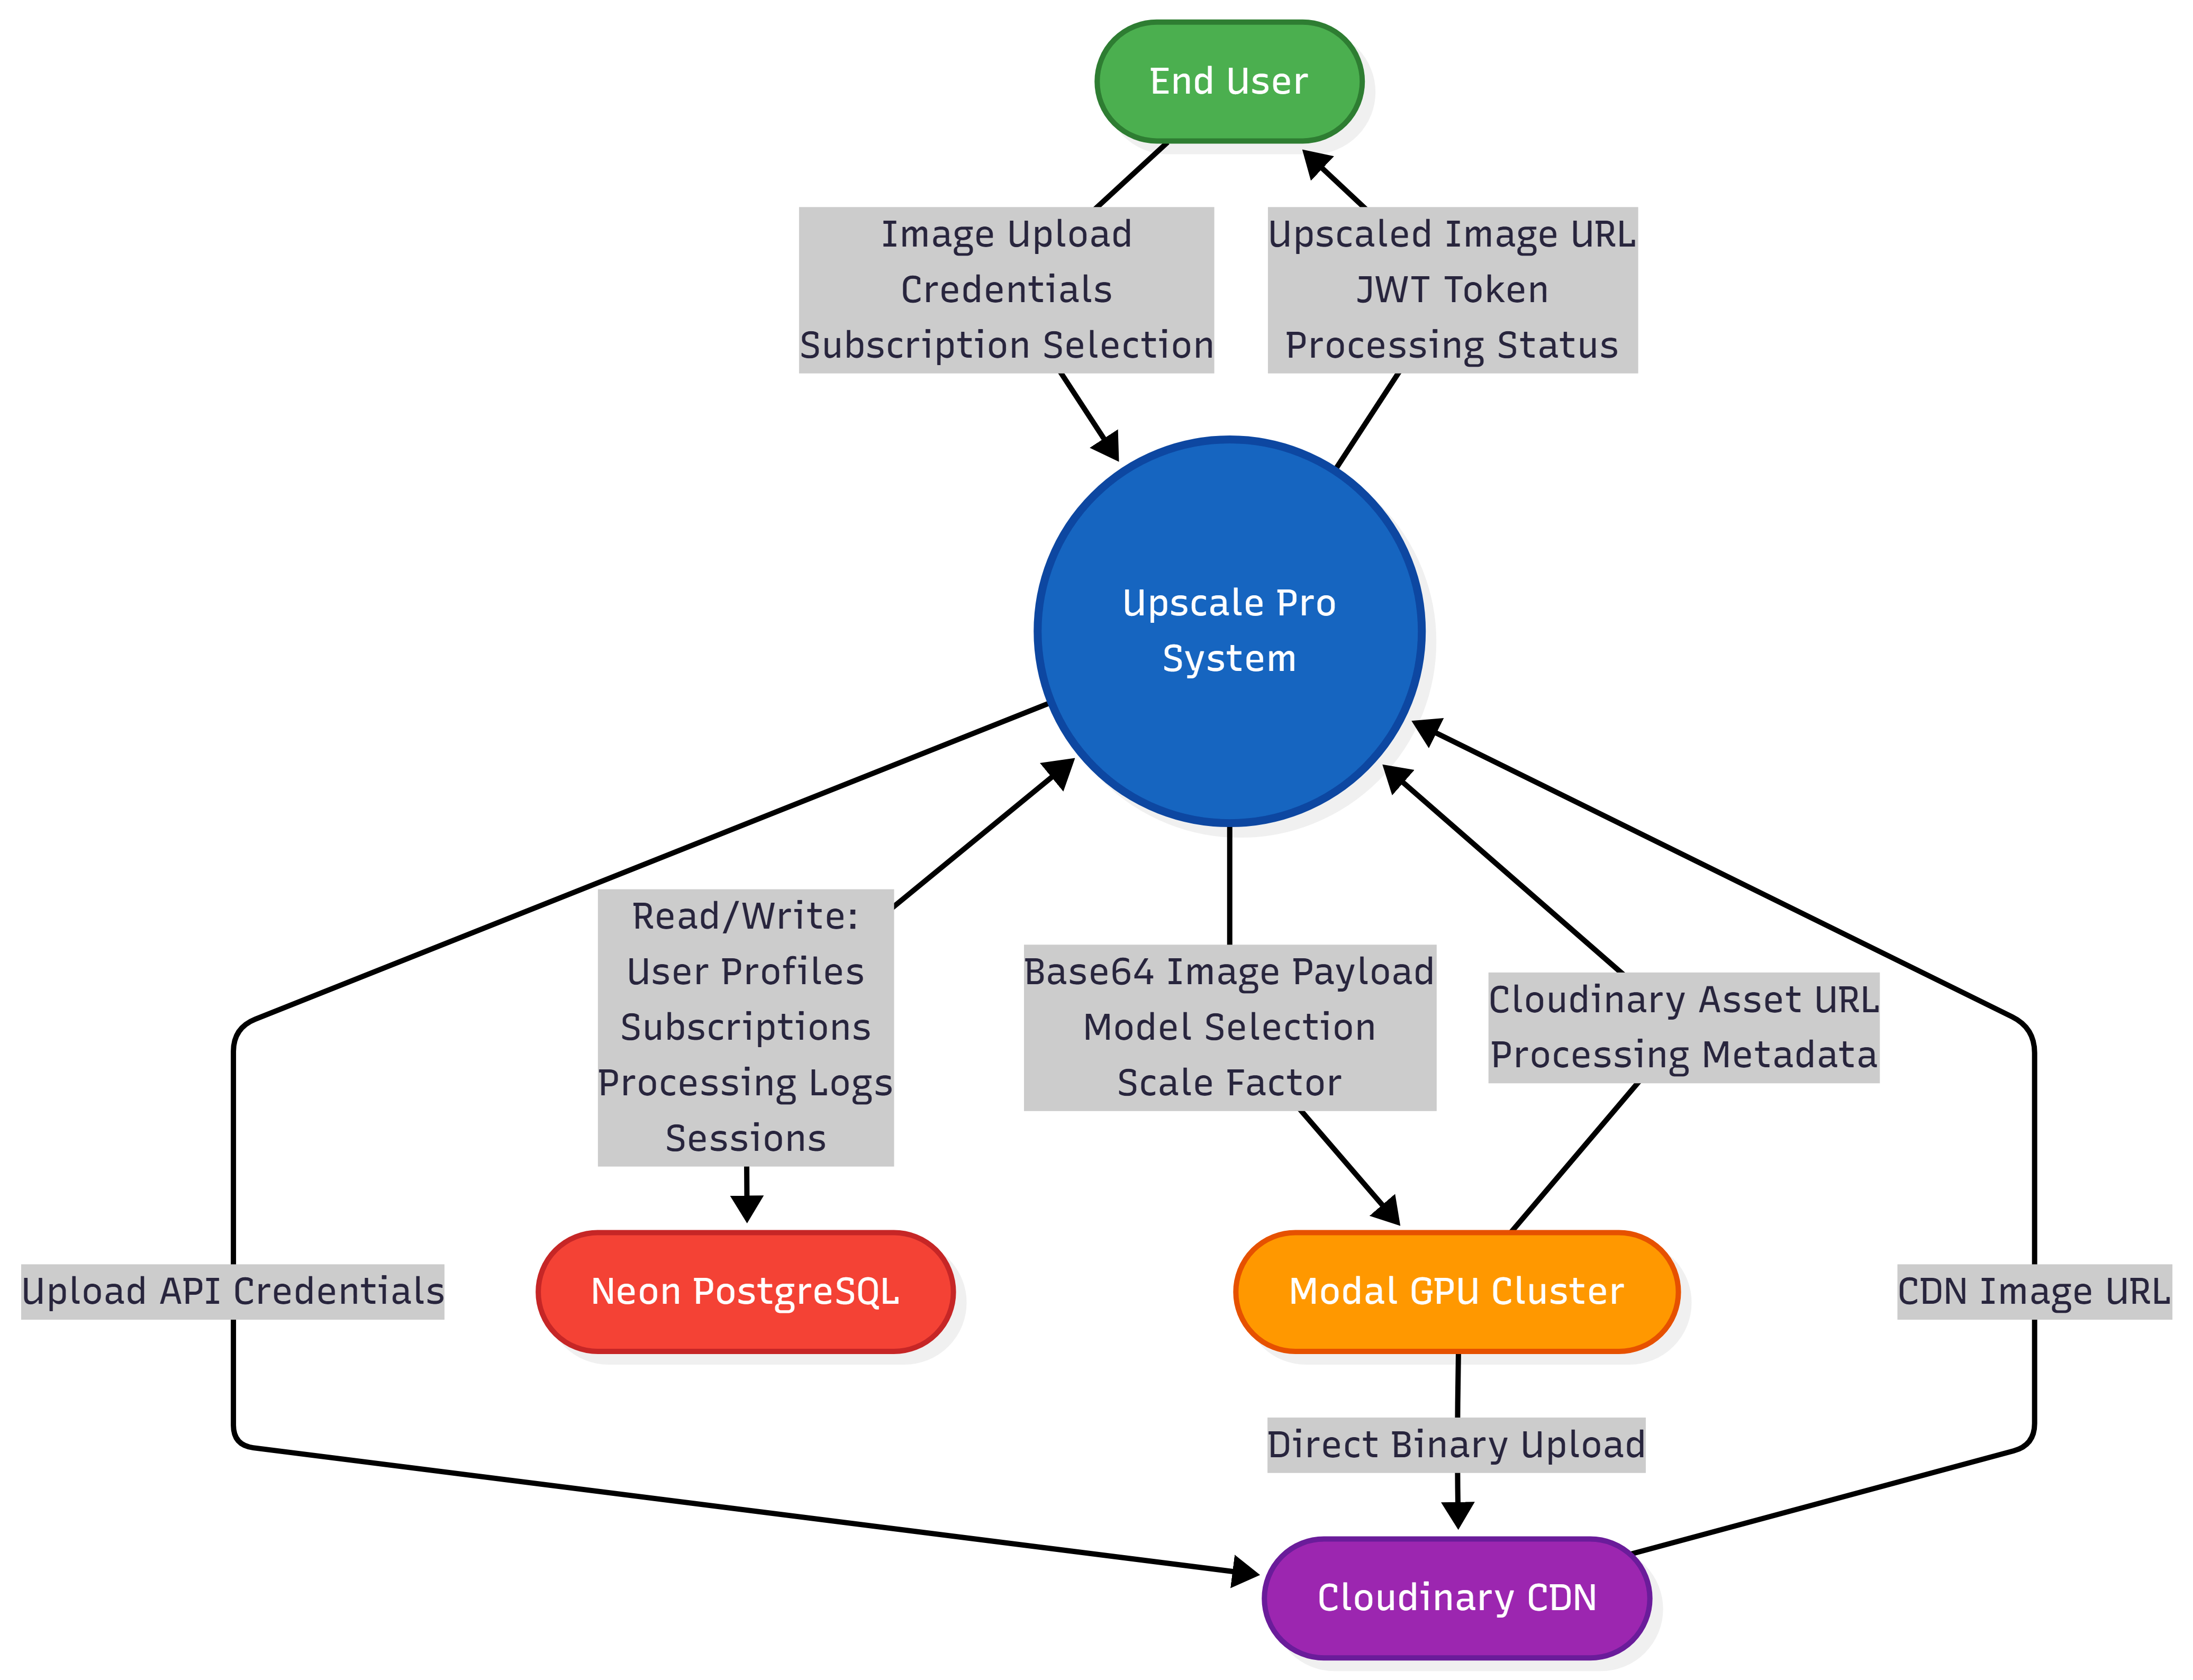 End User
Image Upload
Credentials
Subscription Selection
Upscaled Image URL
JWT Token
Processing Status
Upscale Pro
System
Read/Write:
User Profiles
Subscriptions
Processing Logs
Sessions
Base64 Image Payload
Model Selection
Scale Factor
Cloudinary Asset URL
Processing Metadata
Upload API Credentials
Neon PostgreSQL
Modal GPU Cluster
CDN Image URL
Direct Binary Upload
Cloudinary CDN